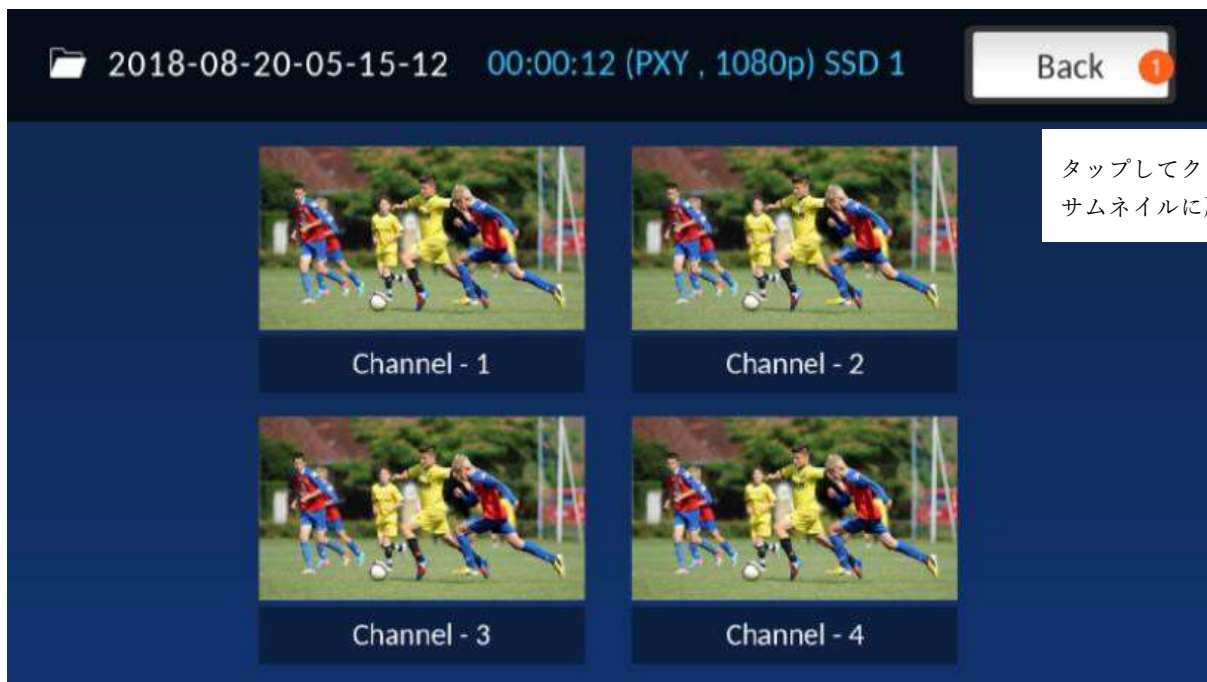 2018-08-20-05-15-12 00:00:12 (PXY , 1080p) SSD 1
Back 1
タップしてク
サムネイルに
Channel - 1
Channel - 2
Channel - 3
Channel - 4